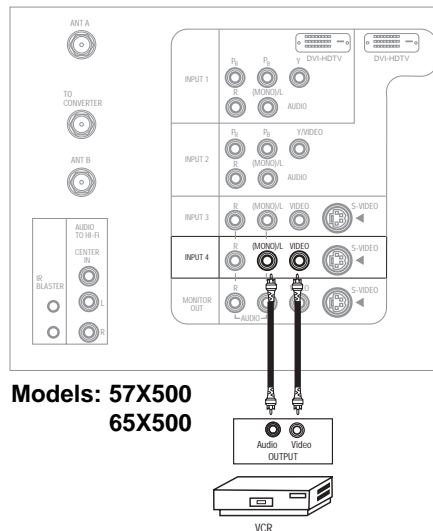 ANT A
TO
CONVERTER
ANT B
AUDIO
TO HI-FI
CENTER
IN
IR
BLASTER
L
R
DVI-HDTV DVI-HDTV
INPUT 1
PR PB Y
R (MONO)/L AUDIO
INPUT 2
PR PB Y/VIDEO
R (MONO)/L AUDIO
INPUT 3 R (MONO)/L VIDEO S-VIDEO
INPUT 4 R (MONO)/L VIDEO S-VIDEO
MONITOR
OUT
R S-VIDEO
AUDIO
Models: 57X500
65X500
Audio Video
OUTPUT
VCR